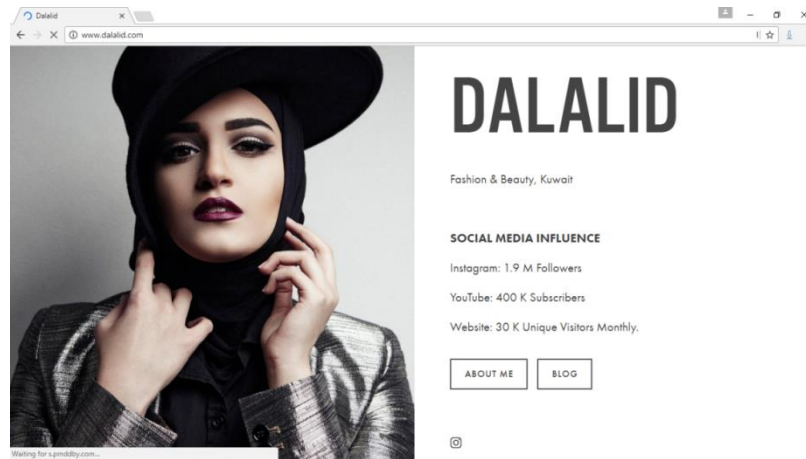 Dalalid
www.dalalid.com
DALALID
Fashion & Beauty, Kuwait
SOCIAL MEDIA INFLUENCE
Instagram: 1.9 M Followers
YouTube: 400 K Subscribers
Website: 30 K Unique Visitors Monthly.
ABOUT ME BLOG
Waiting for s.pmddby.com...